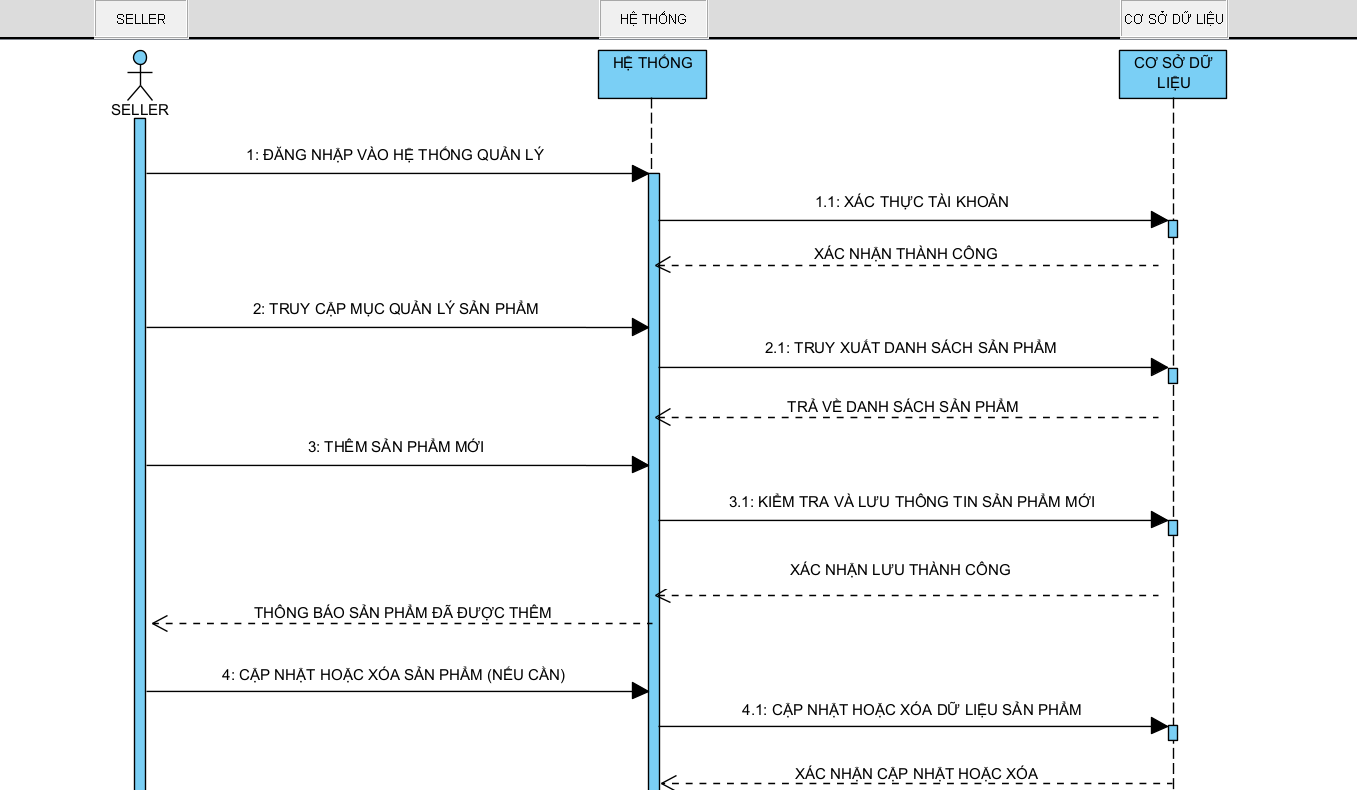 SELLER
HỆ THỐNG
CƠ SỞ DỮ LIỆU
SELLER
HỆ THỐNG
CƠ SỞ DỮ
LIỆU
1: ĐĂNG NHẬP VÀO HỆ THỐNG QUẢN LÝ
1.1: XÁC THỰC TÀI KHOẢN
XÁC NHẬN THÀNH CÔNG
2: TRUY CẬP MỤC QUẢN LÝ SẢN PHẨM
2.1: TRUY XUẤT DANH SÁCH SẢN PHẨM
TRẢ VỀ DANH SÁCH SẢN PHẨM
3: THÊM SẢN PHẨM MỚI
3.1: KIỂM TRA VÀ LƯU THÔNG TIN SẢN PHẨM MỚI
XÁC NHẬN LƯU THÀNH CÔNG
THÔNG BÁO SẢN PHẨM ĐÃ ĐƯỢC THÊM
4: CẬP NHẬT HOẶC XÓA SẢN PHẨM (NẾU CẦN)
4.1: CẬP NHẬT HOẶC XÓA DỮ LIỆU SẢN PHẨM
XÁC NHẬN CẬP NHẬT HOẶC XÓA